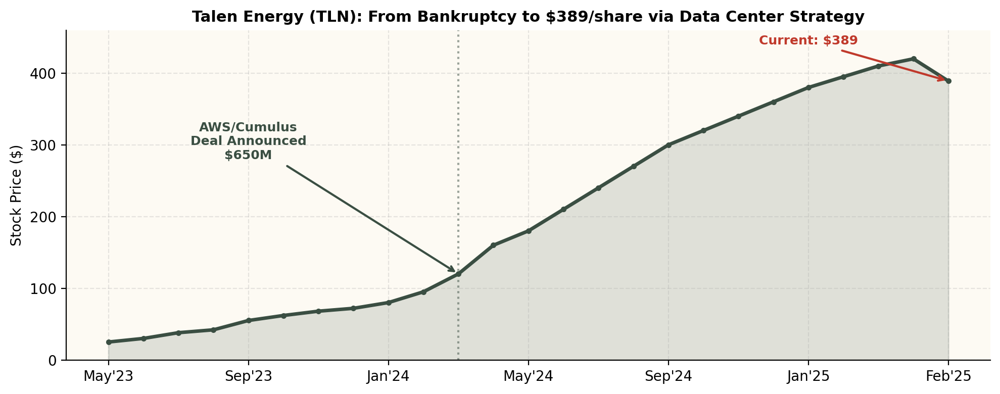 Talen Energy (TLN): From Bankruptcy to $389/share via Data Center Strategy
Current: $389
AWS/Cumulus
Deal Announced
$650M
Stock Price ($)
400
300
200
100
0
May'23
Sep'23
Jan'24
May'24
Sep'24
Jan'25
Feb'25